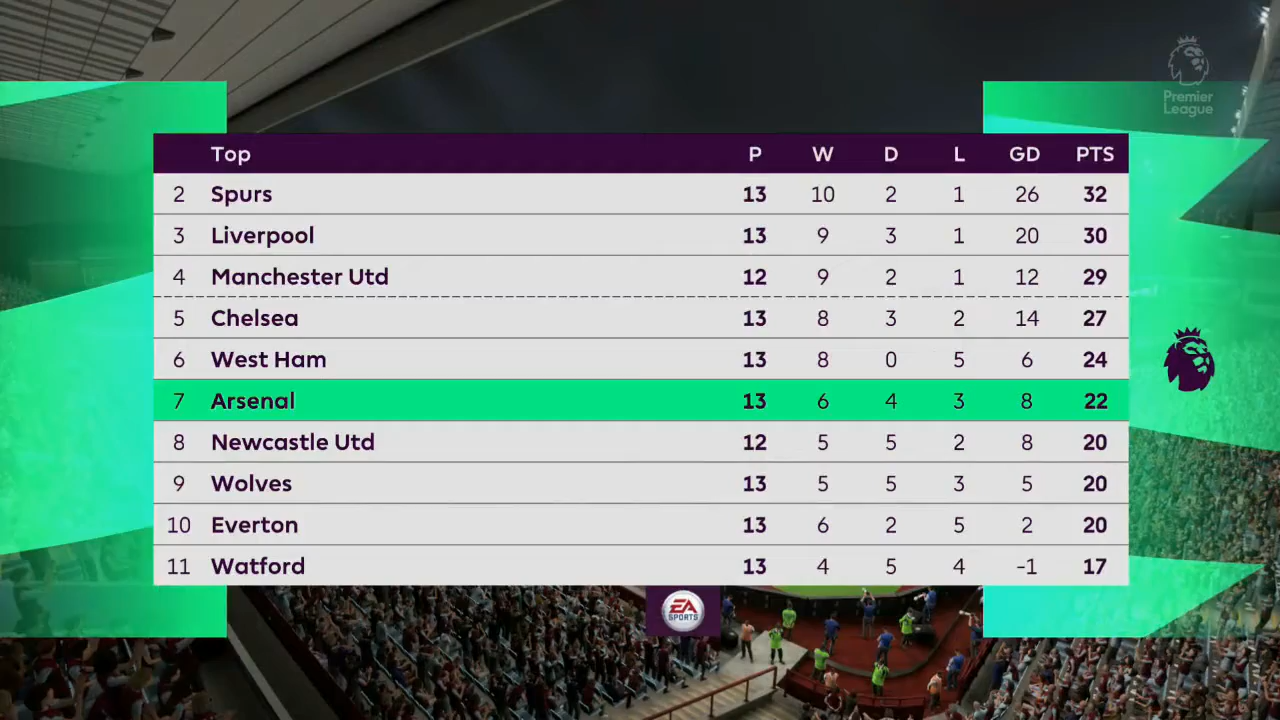 Premier
League
Top P W D L GD PTS
2 Spurs 13 10 2 1 26 32
3 Liverpool 13 9 3 1 20 30
4 Manchester Utd 12 9 2 1 12 29
5 Chelsea 13 8 3 2 14 27
6 West Ham 13 8 0 5 6 24
7 Arsenal 13 6 4 3 8 22
8 Newcastle Utd 12 5 5 2 8 20
9 Wolves 13 5 5 3 5 20
10 Everton 13 6 2 5 2 20
11 Watford 13 4 5 4 -1 17
EA
SPORTS